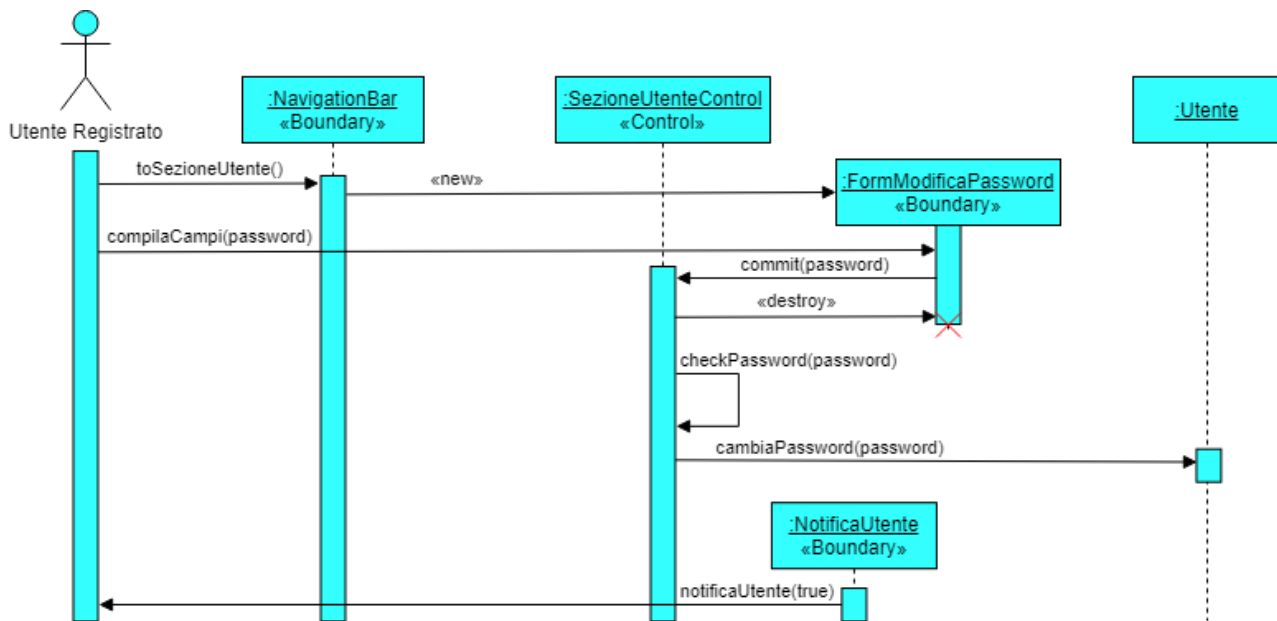 :NavigationBar
«Boundary»
:SezioneUtenteControl
«Control»
:Utente
Utente Registrato
toSezioneUtente()
«new»
:FormModificaPassword
«Boundary»
compilaCampi(password)
commit(password)
«destroy»
checkPassword(password)
cambiaPassword(password)
:NotificaUtente
«Boundary»
notificaUtente(true)